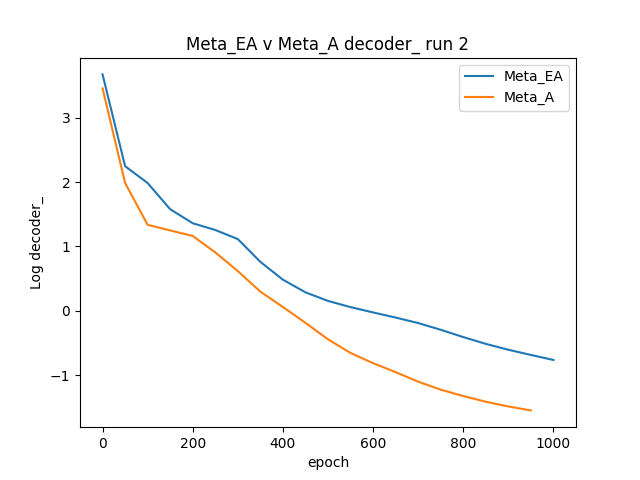 Meta_EA v Meta_A decoder_ run 2
Meta_EA
Meta_A
Log decoder_
3
2
1
0
−1
0 200 400 600 800 1000
epoch